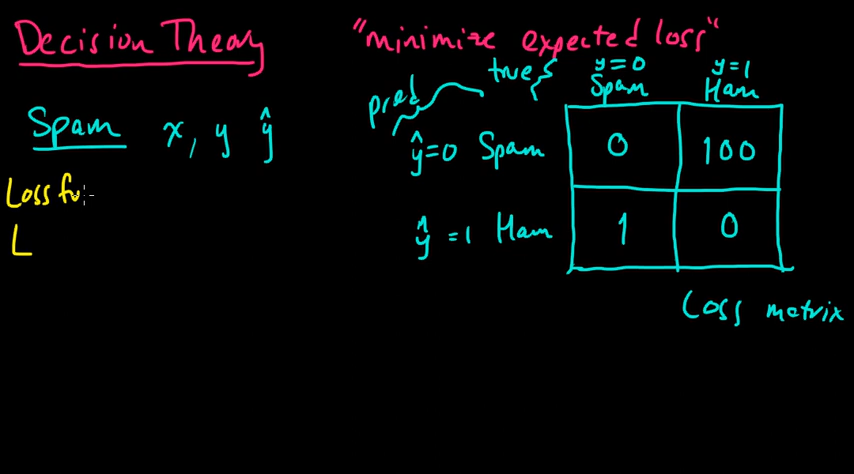 Decision Theory
"minimize expected loss"
true
y=0
y=1
Spam
Ham
pred
Spam x, y ŷ
ŷ=0 Spam
0
100
Loss fu
ŷ=1 Ham
1
0
L
Loss matrix